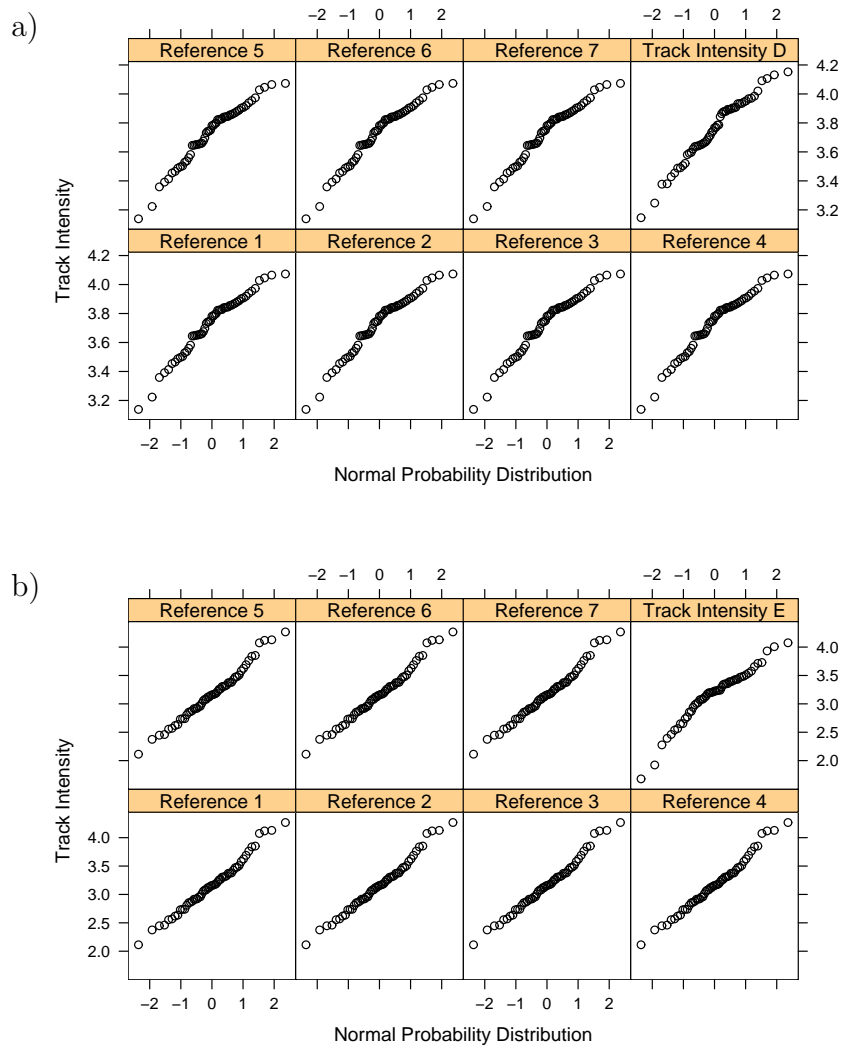 a)
−2 −1 0 1 2 −2 −1 0 1 2
Reference 5 Reference 6 Reference 7 Track Intensity D
4.2
4.0
3.8
3.6
3.4
3.2
Reference 1 Reference 2 Reference 3 Reference 4
4.2
4.0
3.8
3.6
3.4
3.2
Track Intensity
−2 −1 0 1 2 −2 −1 0 1 2
Normal Probability Distribution
b)
−2 −1 0 1 2 −2 −1 0 1 2
Reference 5 Reference 6 Reference 7 Track Intensity E
4.0
3.5
3.0
2.5
2.0
Reference 1 Reference 2 Reference 3 Reference 4
4.0
3.5
3.0
2.5
2.0
Track Intensity
−2 −1 0 1 2 −2 −1 0 1 2
Normal Probability Distribution